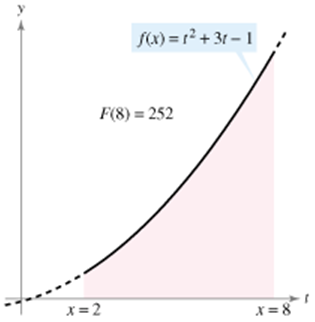 y
f(x) = t² + 3t − 1
F(8) = 252
t
x = 2
x = 8